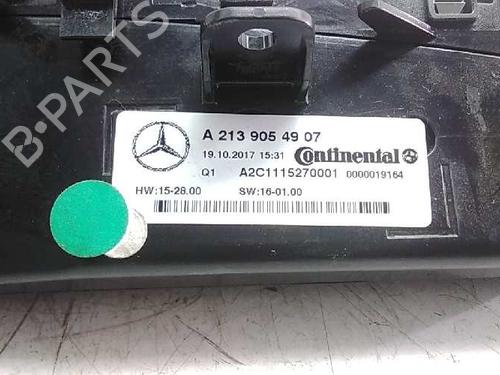 B-PARTS
A 213 905 49 07
19.10.2017 15:31 Continental
Q1 A2C1115270001 0000019164
HW:15-28.00 SW:16-01.00